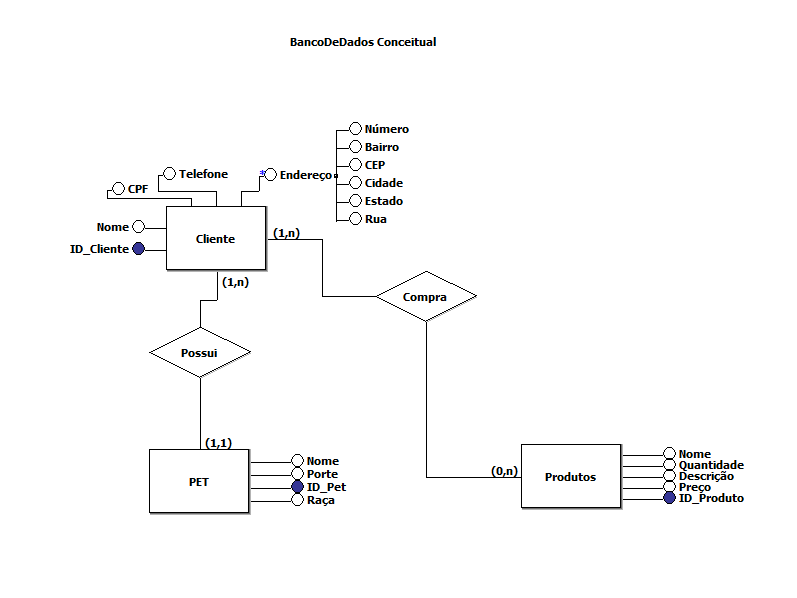 BancoDeDados Conceitual
Número
Bairro
CEP
Cidade
Estado
Rua
* Endereço
Telefone
CPF
Nome
ID_Cliente
Cliente
(1,n)
(1,n)
Compra
Possui
(1,1)
(0,n)
PET
Nome
Porte
ID_Pet
Raça
Produtos
Nome
Quantidade
Descrição
Preço
ID_Produto